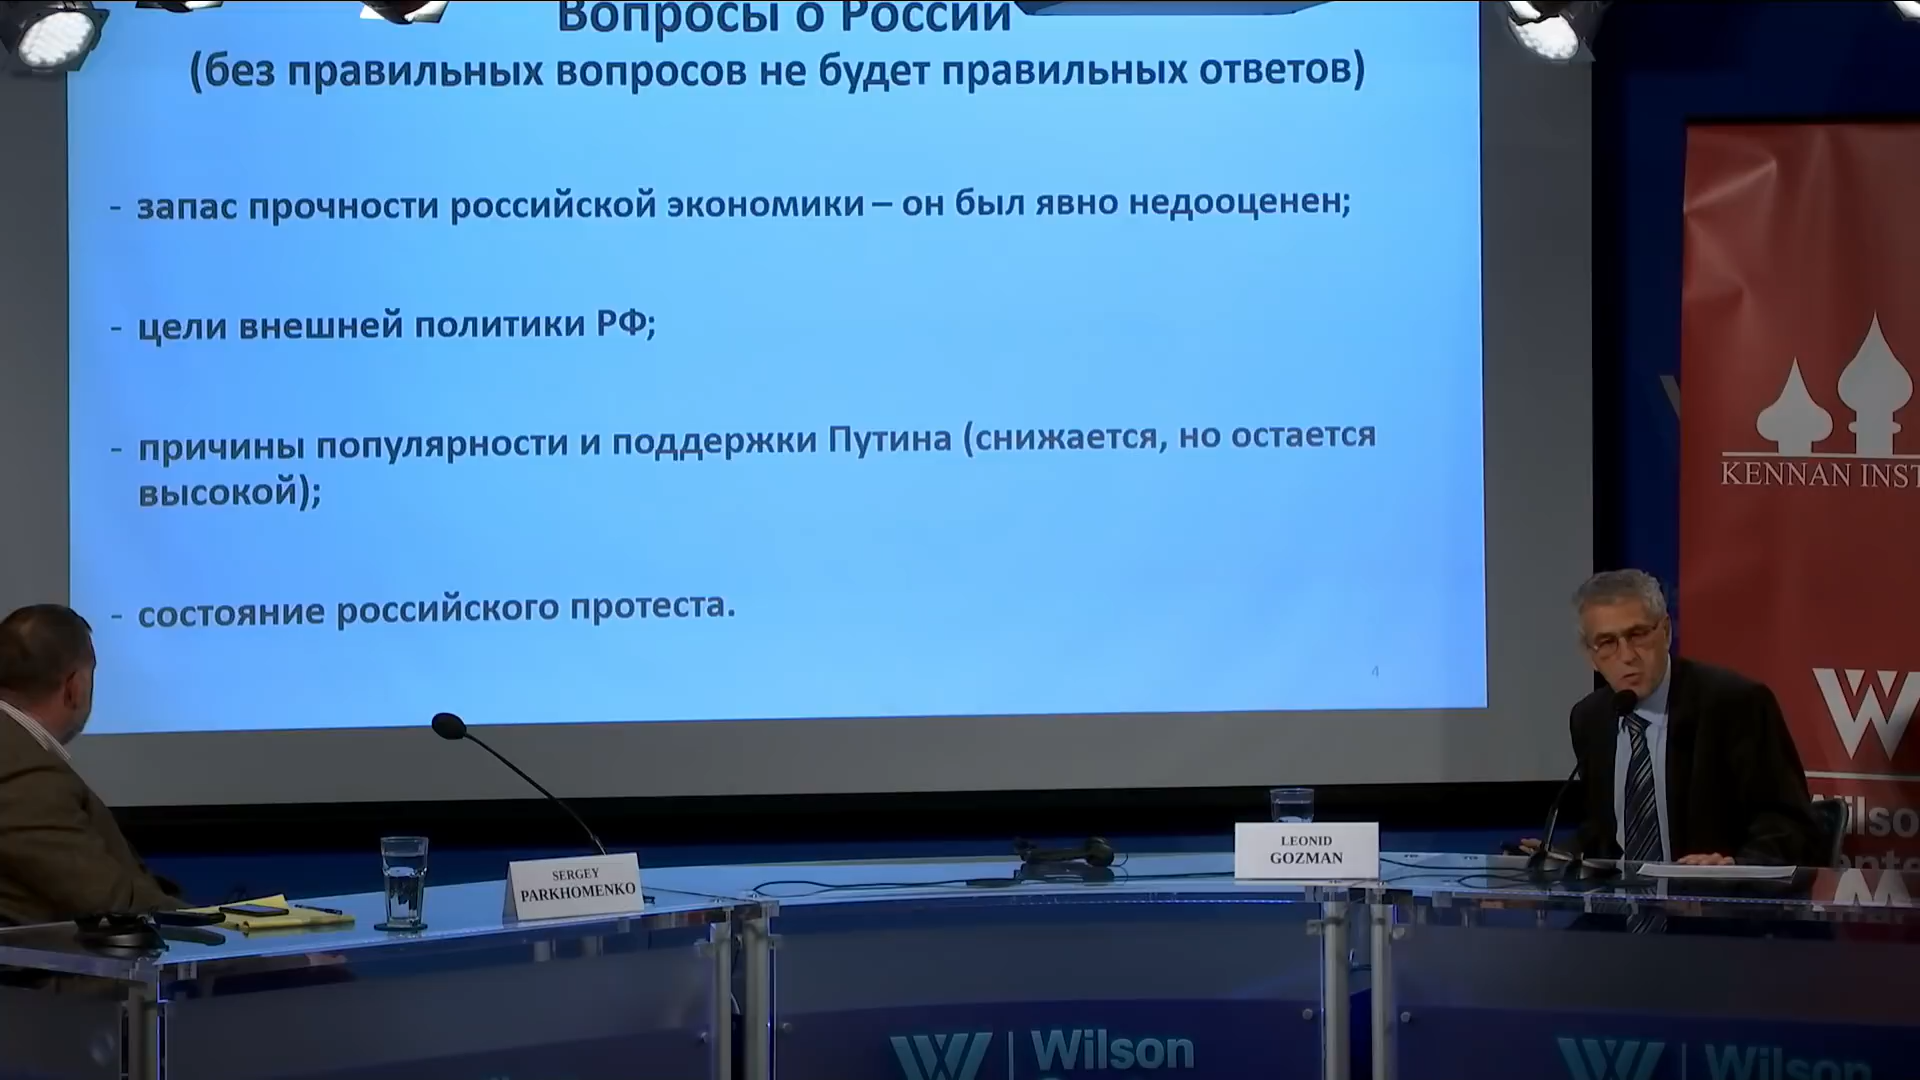 Вопросы о России
(без правильных вопросов не будет правильных ответов)
- запас прочности российской экономики – он был явно недооценен;
- цели внешней политики РФ;
- причины популярности и поддержки Путина (снижается, но остается
высокой);
- состояние российского протеста.
4
KENNAN INST
W
ilso
SERGEY
PARKHOMENKO
LEONID
GOZMAN
W | Wilson
W | Wilson